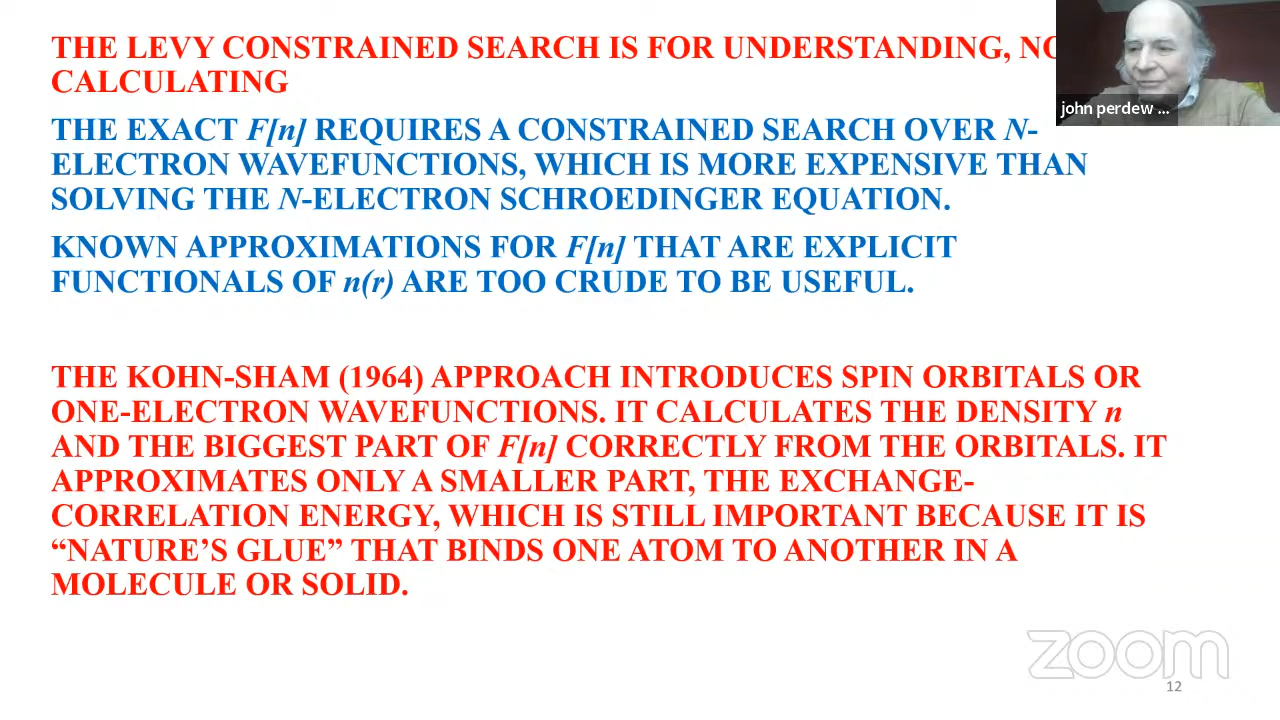 THE LEVY CONSTRAINED SEARCH IS FOR UNDERSTANDING,
CALCULATING
john perdew ...
THE EXACT F[n] REQUIRES A CONSTRAINED SEARCH OVER N-
ELECTRON WAVEFUNCTIONS, WHICH IS MORE EXPENSIVE THAN
SOLVING THE N-ELECTRON SCHROEDINGER EQUATION.
KNOWN APPROXIMATIONS FOR F[n] THAT ARE EXPLICIT
FUNCTIONALS OF n(r) ARE TOO CRUDE TO BE USEFUL.
THE KOHN-SHAM (1964) APPROACH INTRODUCES SPIN ORBITALS OR
ONE-ELECTRON WAVEFUNCTIONS. IT CALCULATES THE DENSITY n
AND THE BIGGEST PART OF F[n] CORRECTLY FROM THE ORBITALS. IT
APPROXIMATES ONLY A SMALLER PART, THE EXCHANGE-
CORRELATION ENERGY, WHICH IS STILL IMPORTANT BECAUSE IT IS
“NATURE’S GLUE” THAT BINDS ONE ATOM TO ANOTHER IN A
MOLECULE OR SOLID.
zoom
12